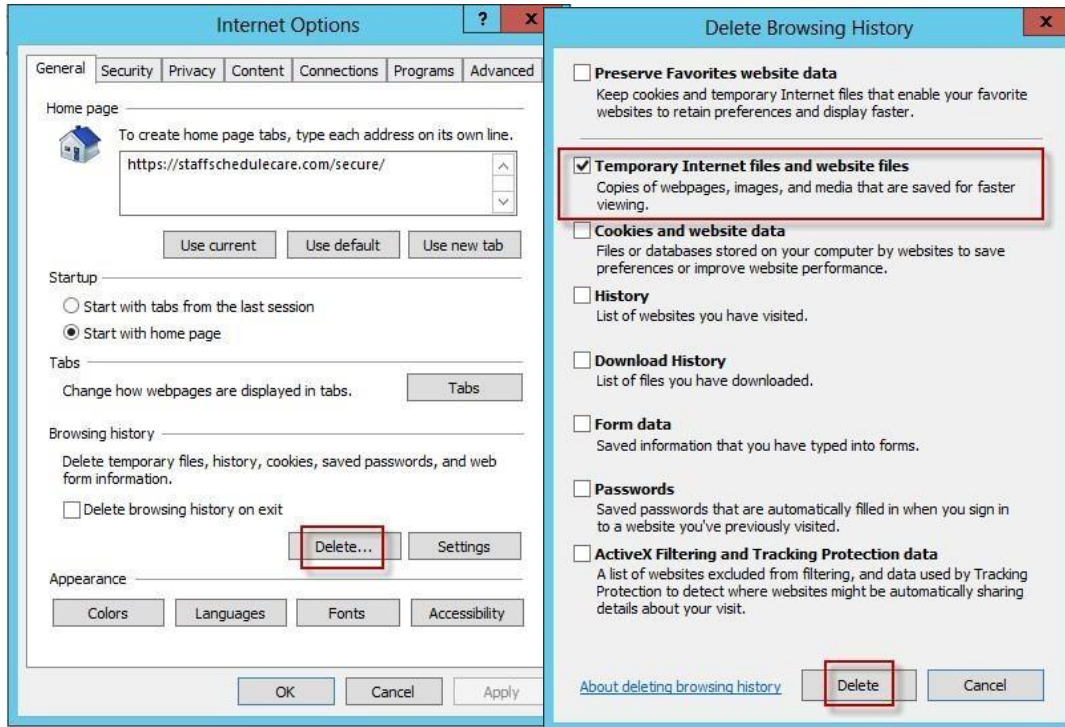 Internet Options
?
x
General
Security
Privacy
Content
Connections
Programs
Advanced
Home page
To create home page tabs, type each address on its own line.
https://staffschedulecare.com/secure/
Use current
Use default
Use new tab
Startup
Start with tabs from the last session
Start with home page
Tabs
Change how webpages are displayed in tabs.
Tabs
Browsing history
Delete temporary files, history, cookies, saved passwords, and web
form information.
Delete browsing history on exit
Delete...
Settings
Appearance
Colors
Languages
Fonts
Accessibility
OK
Cancel
Apply
Delete Browsing History
x
Preserve Favorites website data
Keep cookies and temporary Internet files that enable your favorite
websites to retain preferences and display faster.
Temporary Internet files and website files
Copies of webpages, images, and media that are saved for faster
viewing.
Cookies and website data
Files or databases stored on your computer by websites to save
preferences or improve website performance.
History
List of websites you have visited.
Download History
List of files you have downloaded.
Form data
Saved information that you have typed into forms.
Passwords
Saved passwords that are automatically filled in when you sign in
to a website you've previously visited.
ActiveX Filtering and Tracking Protection data
A list of websites excluded from filtering, and data used by Tracking
Protection to detect where websites might be automatically sharing
details about your visit.
About deleting browsing history
Delete
Cancel